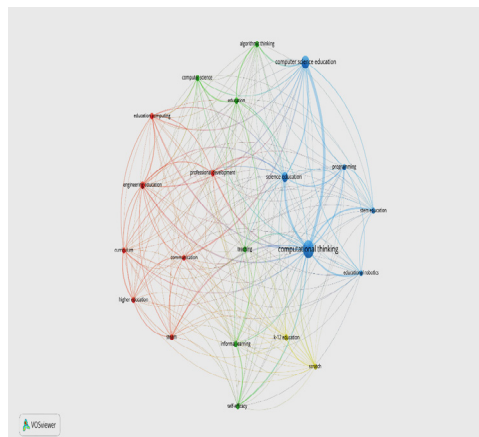 algorithmic thinking
computer science education
computer science
education
education computing
programming
professional development
science education
engineering education
stem education
teaching
computational thinking
curriculum
communication
educational robotics
higher education
k-12 education
informal learning
scratch
self-efficacy
VOSviewer